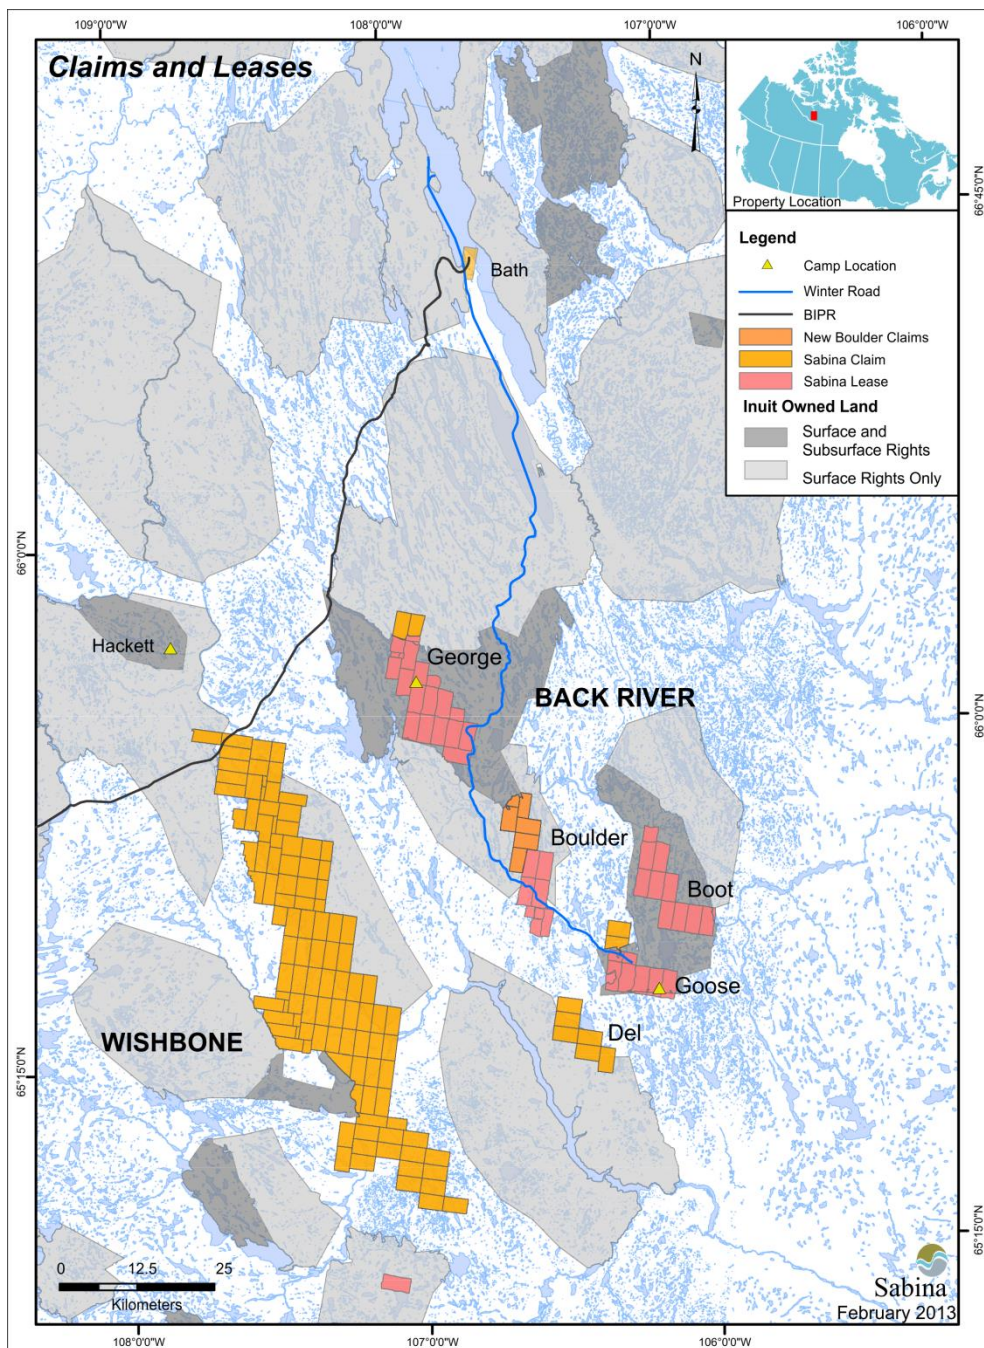 109°0'0"W
108°0'0"W
107°0'0"W
106°0'0"W
Claims and Leases
N
Property Location
66°45'0"N
Legend
Camp Location
Winter Road
BIPR
New Boulder Claims
Sabina Claim
Sabina Lease
Inuit Owned Land
Surface and
Subsurface Rights
Surface Rights Only
Bath
66°0'0"N
Hackett
George
BACK RIVER
66°0'0"N
Boulder
Boot
Goose
Del
WISHBONE
65°15'0"N
65°15'0"N
0 12.5 25
Kilometers
Sabina
February 2013
108°0'0"W
107°0'0"W
106°0'0"W